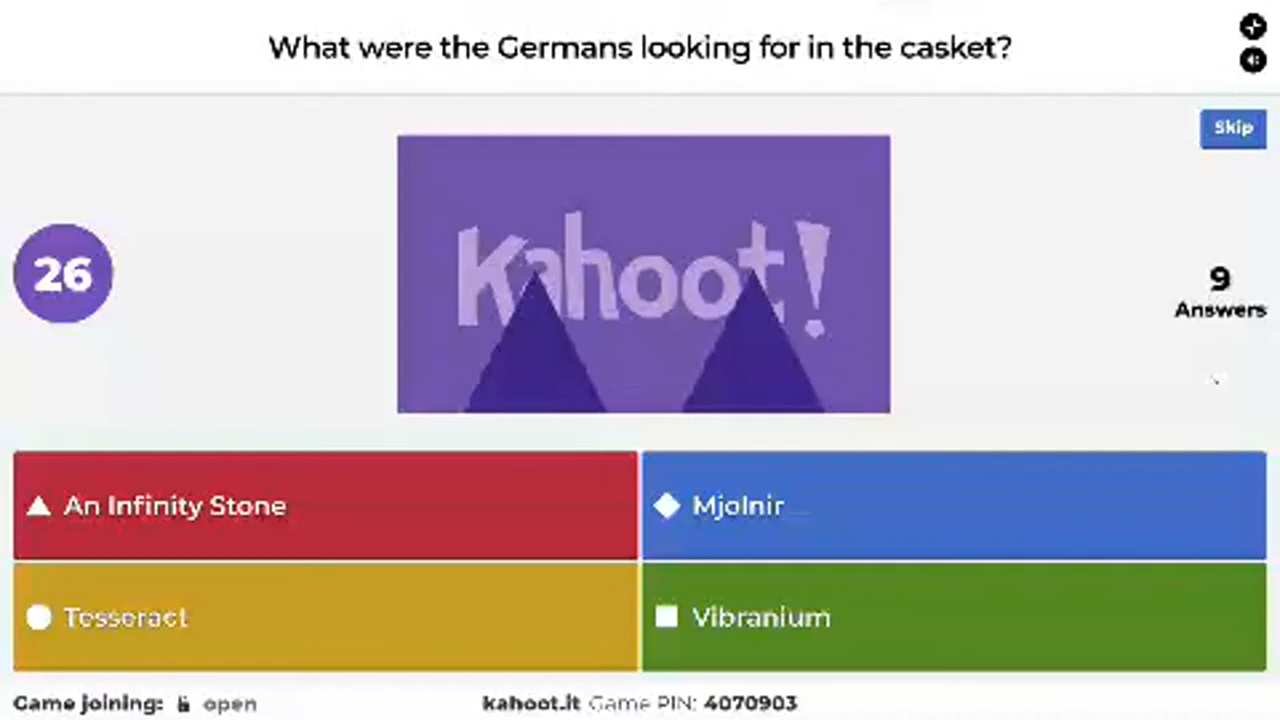 What were the Germans looking for in the casket?
Skip
Kahoot!
26
9
Answers
An Infinity Stone
Mjolnir
Tesseract
Vibranium
Game joining: open
kahoot.it Game PIN: 4070903